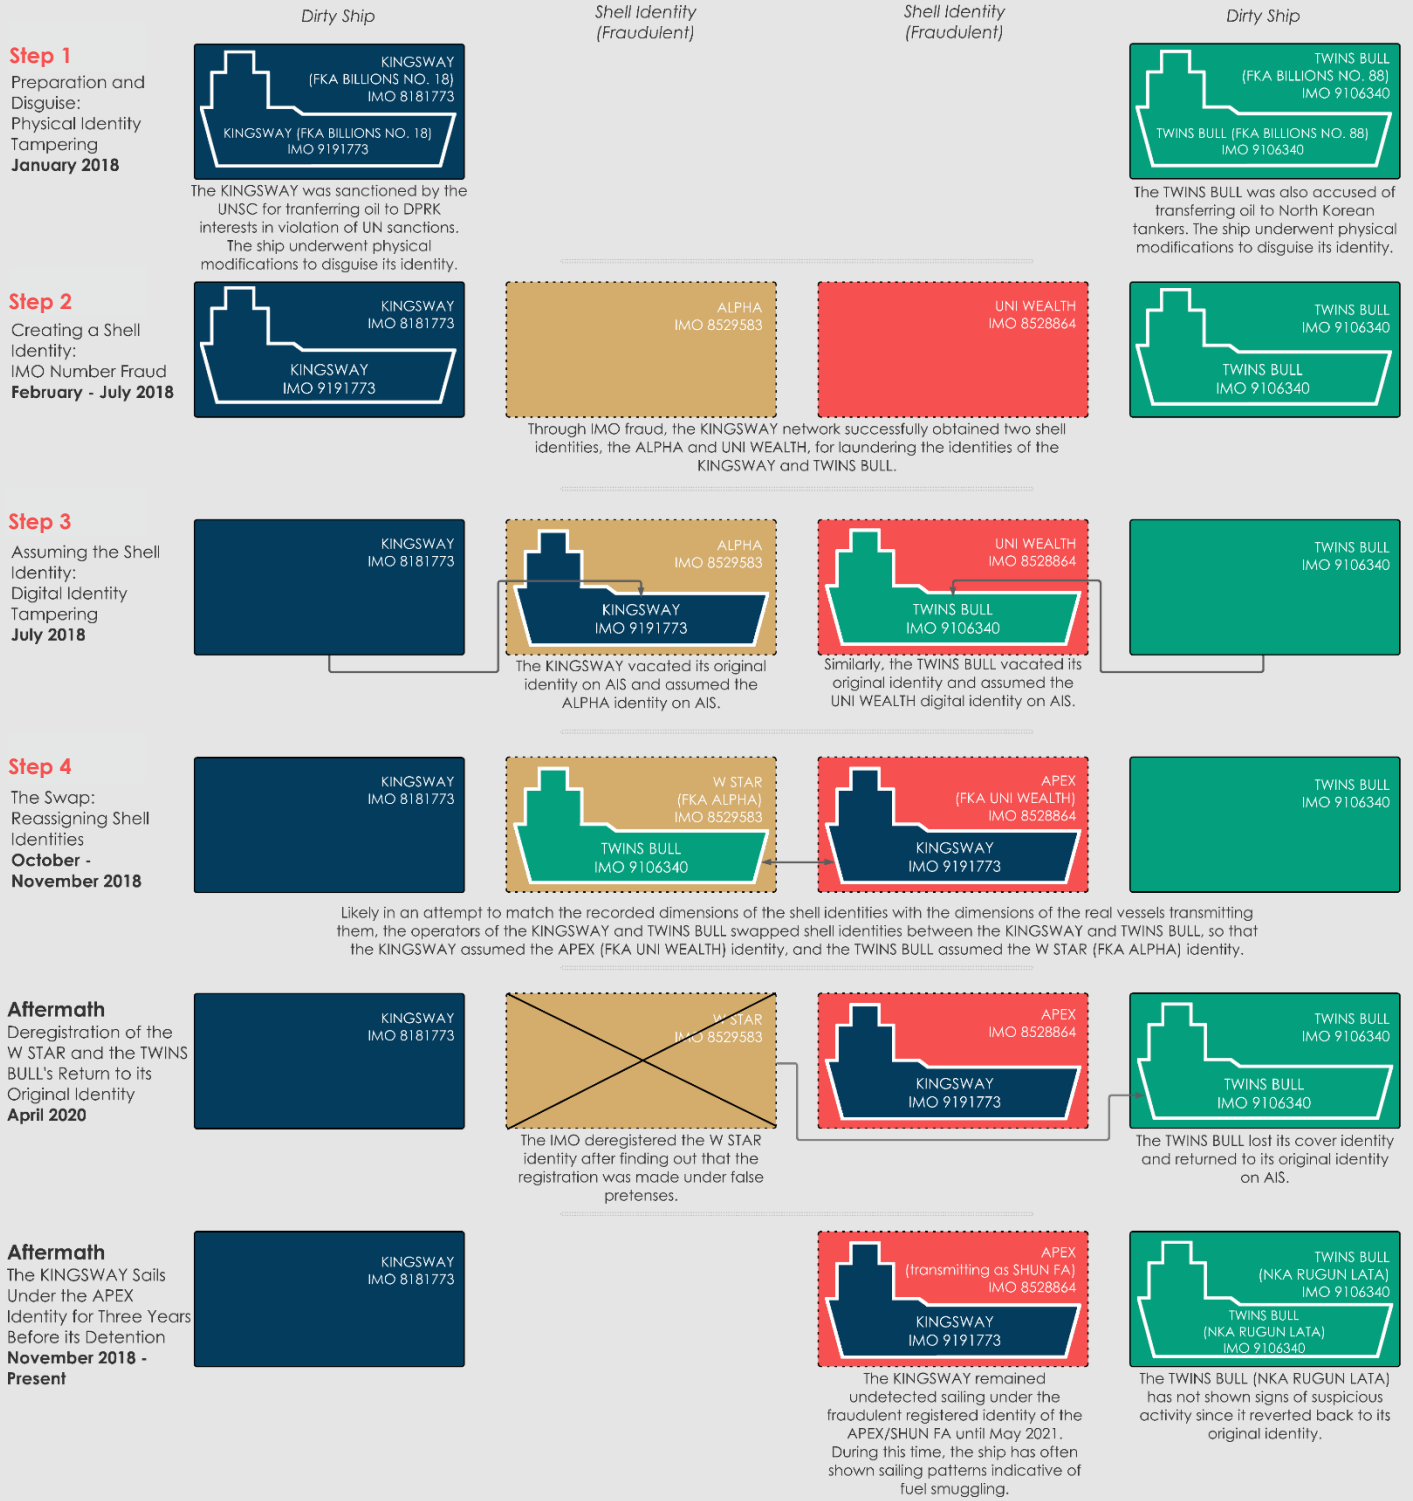 Dirty Ship
Shell Identity
(Fraudulent)
Shell Identity
(Fraudulent)
Dirty Ship
Step 1
Preparation and
Disguise:
Physical Identity
Tampering
January 2018
KINGSWAY
(FKA BILLIONS NO. 18)
IMO 8181773
KINGSWAY (FKA BILLIONS NO. 18)
IMO 9191773
The KINGSWAY was sanctioned by the
UNSC for tranferring oil to DPRK
interests in violation of UN sanctions.
The ship underwent physical
modifications to disguise its identity.
TWINS BULL
(FKA BILLIONS NO. 88)
IMO 9106340
TWINS BULL (FKA BILLIONS NO. 88)
IMO 9106340
The TWINS BULL was also accused of
transferring oil to North Korean
tankers. The ship underwent physical
modifications to disguise its identity.
Step 2
Creating a Shell
Identity:
IMO Number Fraud
February - July 2018
KINGSWAY
IMO 8181773
KINGSWAY
IMO 9191773
ALPHA
IMO 8529583
UNI WEALTH
IMO 8528864
TWINS BULL
IMO 9106340
TWINS BULL
IMO 9106340
Through IMO fraud, the KINGSWAY network successfully obtained two shell
identities, the ALPHA and UNI WEALTH, for laundering the identities of the
KINGSWAY and TWINS BULL.
Step 3
Assuming the Shell
Identity:
Digital Identity
Tampering
July 2018
KINGSWAY
IMO 8181773
ALPHA
IMO 8529583
KINGSWAY
IMO 9191773
The KINGSWAY vacated its original
identity on AIS and assumed the
ALPHA identity on AIS.
UNI WEALTH
IMO 8528864
TWINS BULL
IMO 9106340
Similarly, the TWINS BULL vacated its
original identity and assumed the
UNI WEALTH digital identity on AIS.
TWINS BULL
IMO 9106340
Step 4
The Swap:
Reassigning Shell
Identities
October -
November 2018
KINGSWAY
IMO 8181773
W STAR
(FKA ALPHA)
IMO 8529583
TWINS BULL
IMO 9106340
APEX
(FKA UNI WEALTH)
IMO 8528864
KINGSWAY
IMO 9191773
TWINS BULL
IMO 9106340
Likely in an attempt to match the recorded dimensions of the shell identities with the dimensions of the real vessels transmitting
them, the operators of the KINGSWAY and TWINS BULL swapped shell identities between the KINGSWAY and TWINS BULL, so that
the KINGSWAY assumed the APEX (FKA UNI WEALTH) identity, and the TWINS BULL assumed the W STAR (FKA ALPHA) identity.
Aftermath
Deregistration of the
W STAR and the TWINS
BULL's Return to its
Original Identity
April 2020
KINGSWAY
IMO 8181773
W STAR
IMO 8529583
The IMO deregistered the W STAR
identity after finding out that the
registration was made under false
pretenses.
APEX
IMO 8528864
KINGSWAY
IMO 9191773
TWINS BULL
IMO 9106340
TWINS BULL
IMO 9106340
The TWINS BULL lost its cover identity
and returned to its original identity
on AIS.
Aftermath
The KINGSWAY Sails
Under the APEX
Identity for Three Years
Before its Detention
November 2018 -
Present
KINGSWAY
IMO 8181773
APEX
(transmitting as SHUN FA)
IMO 8528864
KINGSWAY
IMO 9191773
The KINGSWAY remained
undetected sailing under the
fraudulent registered identity of the
APEX/SHUN FA until May 2021.
During this time, the ship has often
shown sailing patterns indicative of
fuel smuggling.
TWINS BULL
(NKA RUGUN LATA)
IMO 9106340
TWINS BULL
(NKA RUGUN LATA)
IMO 9106340
The TWINS BULL (NKA RUGUN LATA)
has not shown signs of suspicious
activity since it reverted back to its
original identity.